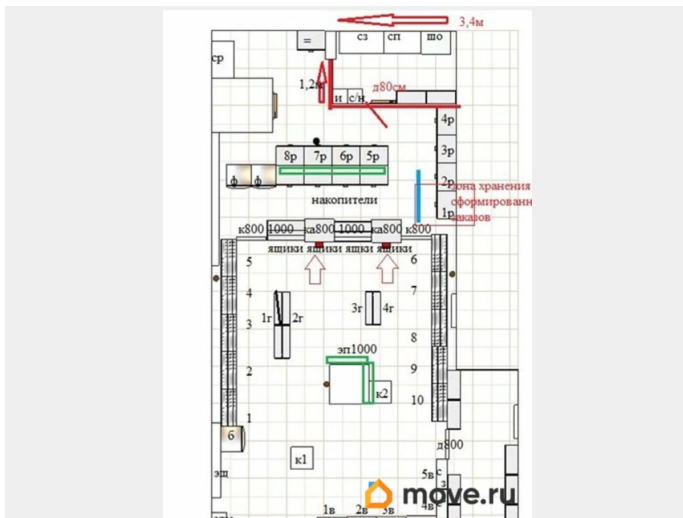 3,4м
= сз сп шо
ср
1,2м
и с/н д80см
4р
3р
8р 7р 6р 5р
2р
ф ф
зона хранения
сформированн
заказов
1р
накопители
к800 1000 ка800 1000 ка800 к800
ящики ящики ящки ящики
5 6
4 7
1г 2г 3г 4г
3 8
эп1000
2 9
к2 10
1
6 д800
к1
эщ 5в с
з
move.ru
1в 2в 3в 4в